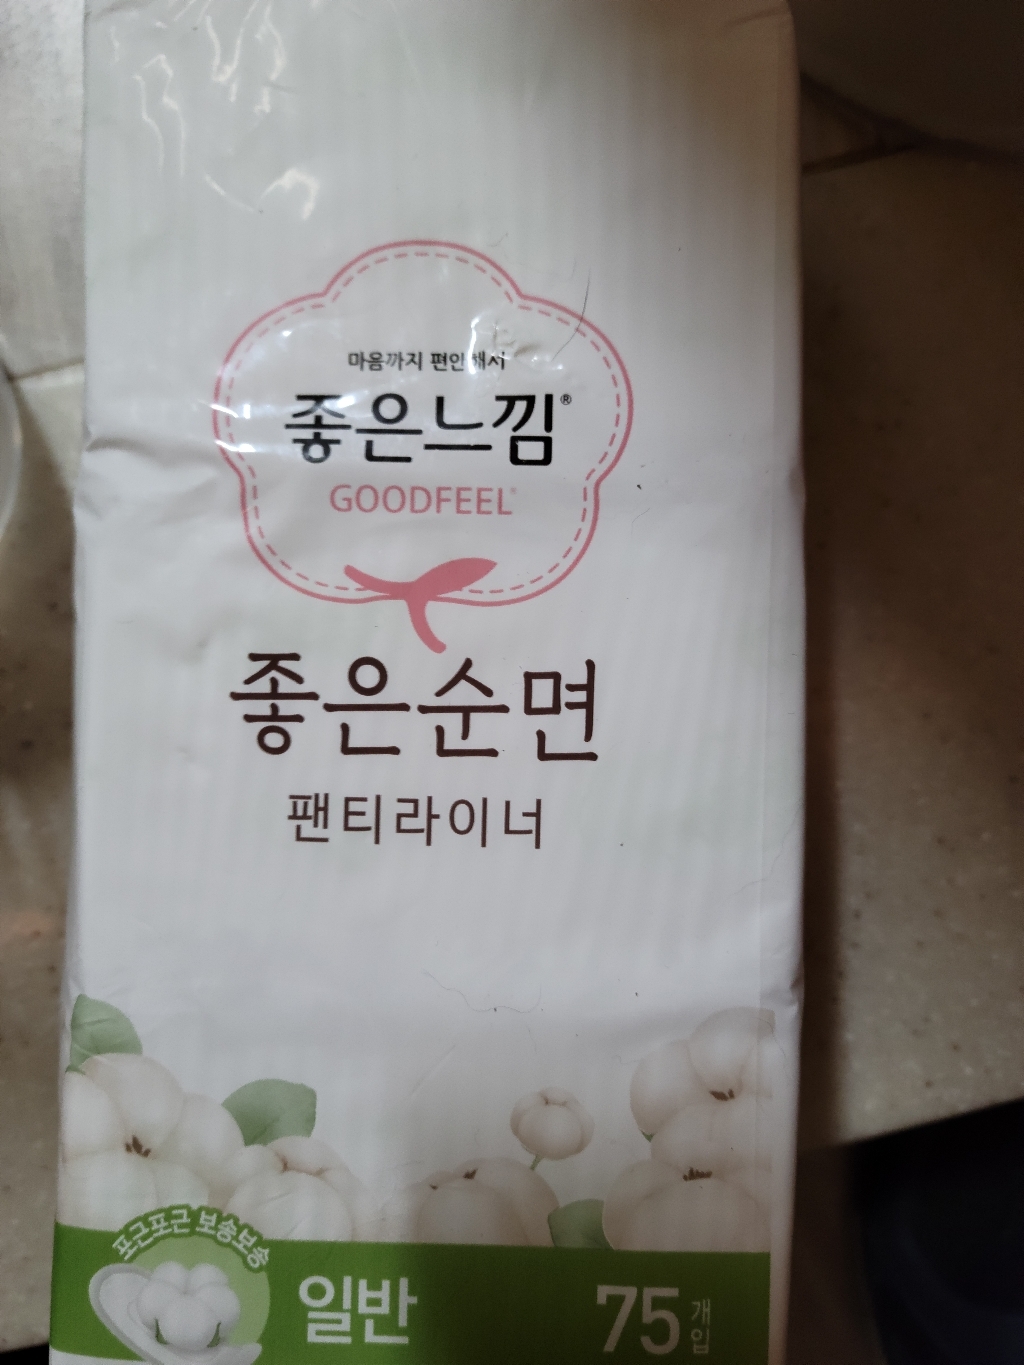 마음까지 편안해서
좋은느낌®
GOODFEEL®
좋은순면
팬티라이너
포근포근 보송보송
일반
75개입